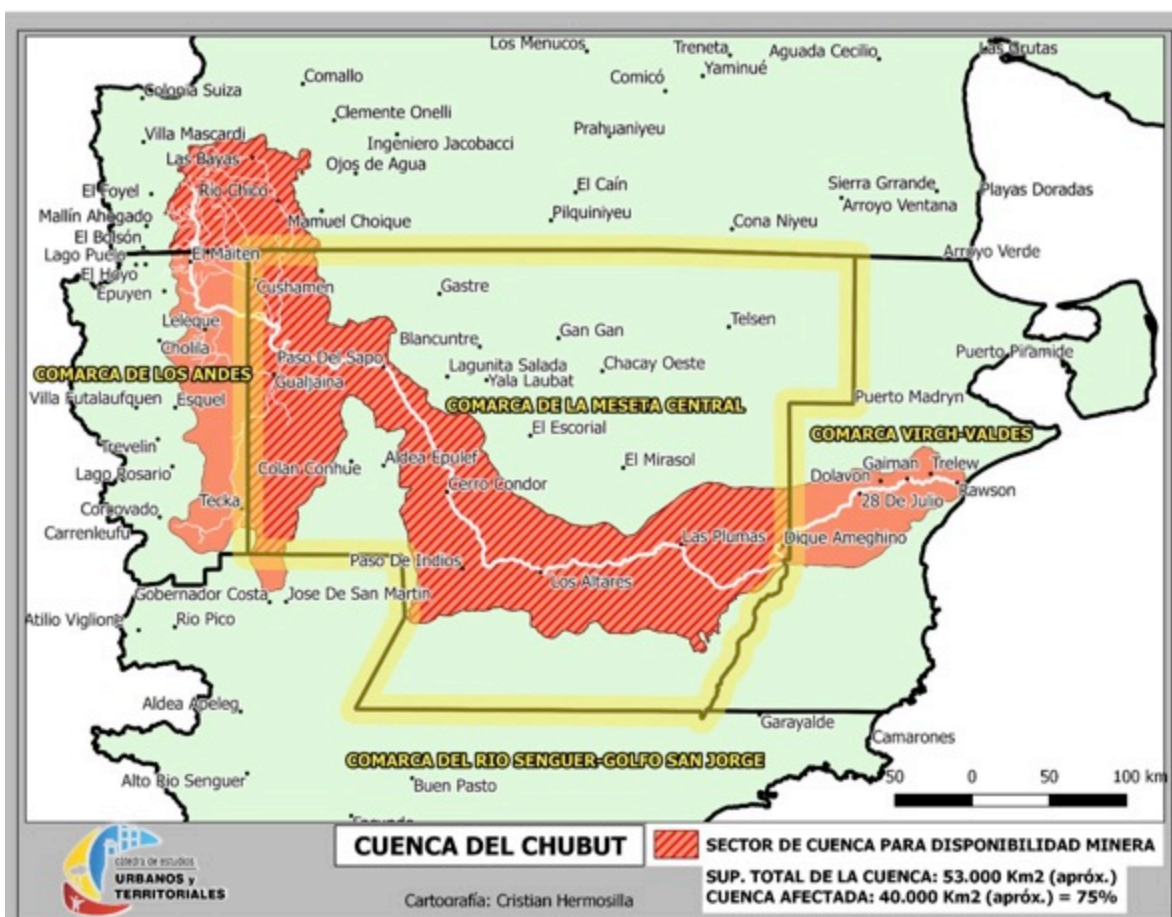 Los Menucos
Treneta
Aguada Cecilio
Las Grutas
Comallo
Comicó
Yaminué
Colonia Suiza
Clemente Onelli
Villa Mascardi
Ingeniero Jacobacci
Prahuaniyeu
Las Bayas
Ojos de Agua
El Foyel
Rio Chico
El Caín
Sierra Grrande
Playas Doradas
Arroyo Ventana
Mallín Ahogado
Mamuel Choique
Pilquiniyeu
Cona Niyeu
El Bolsón
Lago Puelo
El Maiten
Arroyo Verde
El Hoyo
Epuyen
Cushamen
Gastre
Leleque
Blancuntre
Gan Gan
Telsen
Cholila
Paso Del Sapo
Lagunita Salada
Chacay Oeste
Puerto Piramide
COMARCA DE LOS ANDES
Gualjaina
Yala Laubat
Villa Futalaufquen
Esquel
COMARCA DE LA MESETA CENTRAL
Puerto Madryn
El Escorial
COMARCA VIRCH-VALDES
Trevelin
Lago Rosario
Colan Conhue
Aldea Epulef
El Mirasol
Gaiman
Trelew
Dolavon
Cerro Condor
Rawson
Tecka
28 De Julio
Corcovado
Carrenleufu
Las Plumas
Dique Ameghino
Paso De Indios
Los Altares
Gobernador Costa
Jose De San Martin
Atilio Viglione
Rio Pico
Aldea Apeleg
Garayalde
Camarones
COMARCA DEL RIO SENGUER-GOLFO SAN JORGE
Alto Rio Senguer
Buen Pasto
50 0 50 100 km
CUENCA DEL CHUBUT
SECTOR DE CUENCA PARA DISPONIBILIDAD MINERA
SUP. TOTAL DE LA CUENCA: 53.000 Km2 (apróx.)
CUENCA AFECTADA: 40.000 Km2 (apróx.) = 75%
cátedra de estudios
URBANOS y
TERRITORIALES
Cartografía: Cristian Hermosilla